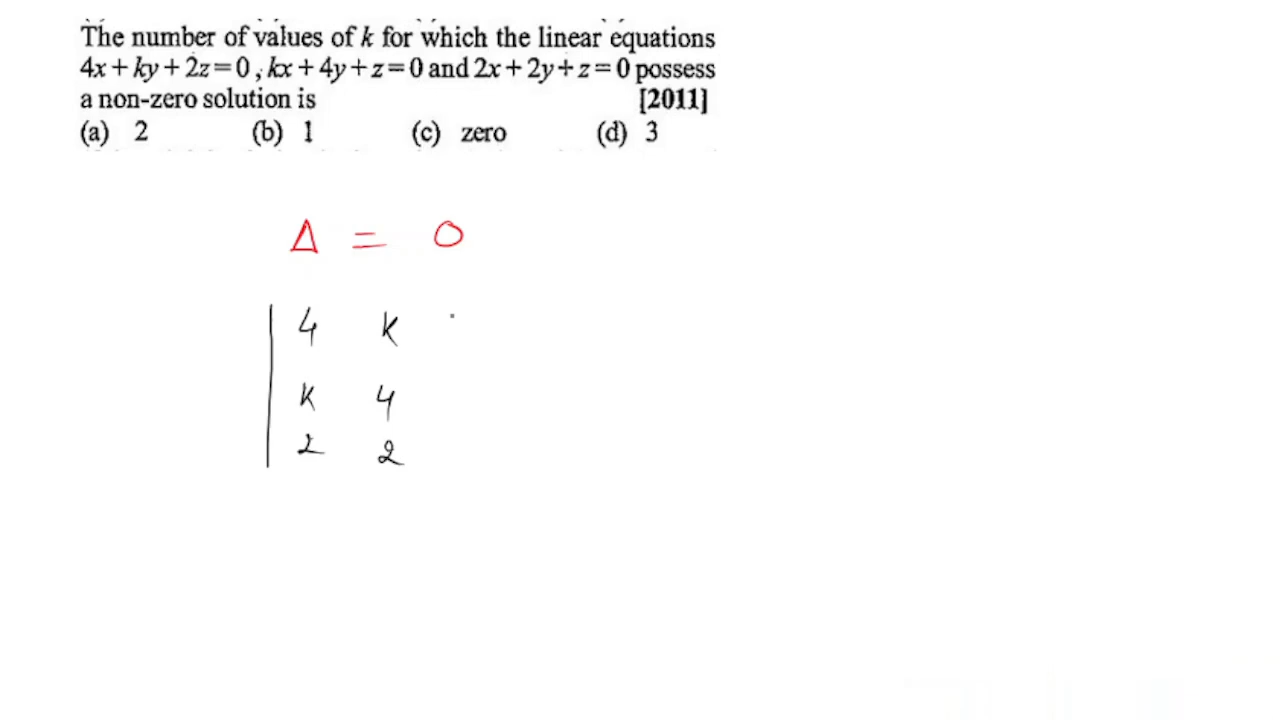 The number of values of k for which the linear equations
4x + ky + 2z = 0 , kx + 4y + z = 0 and 2x + 2y + z = 0 possess
a non-zero solution is [2011]
(a) 2 (b) 1 (c) zero (d) 3
Δ = 0
4 K
K 4
2 2